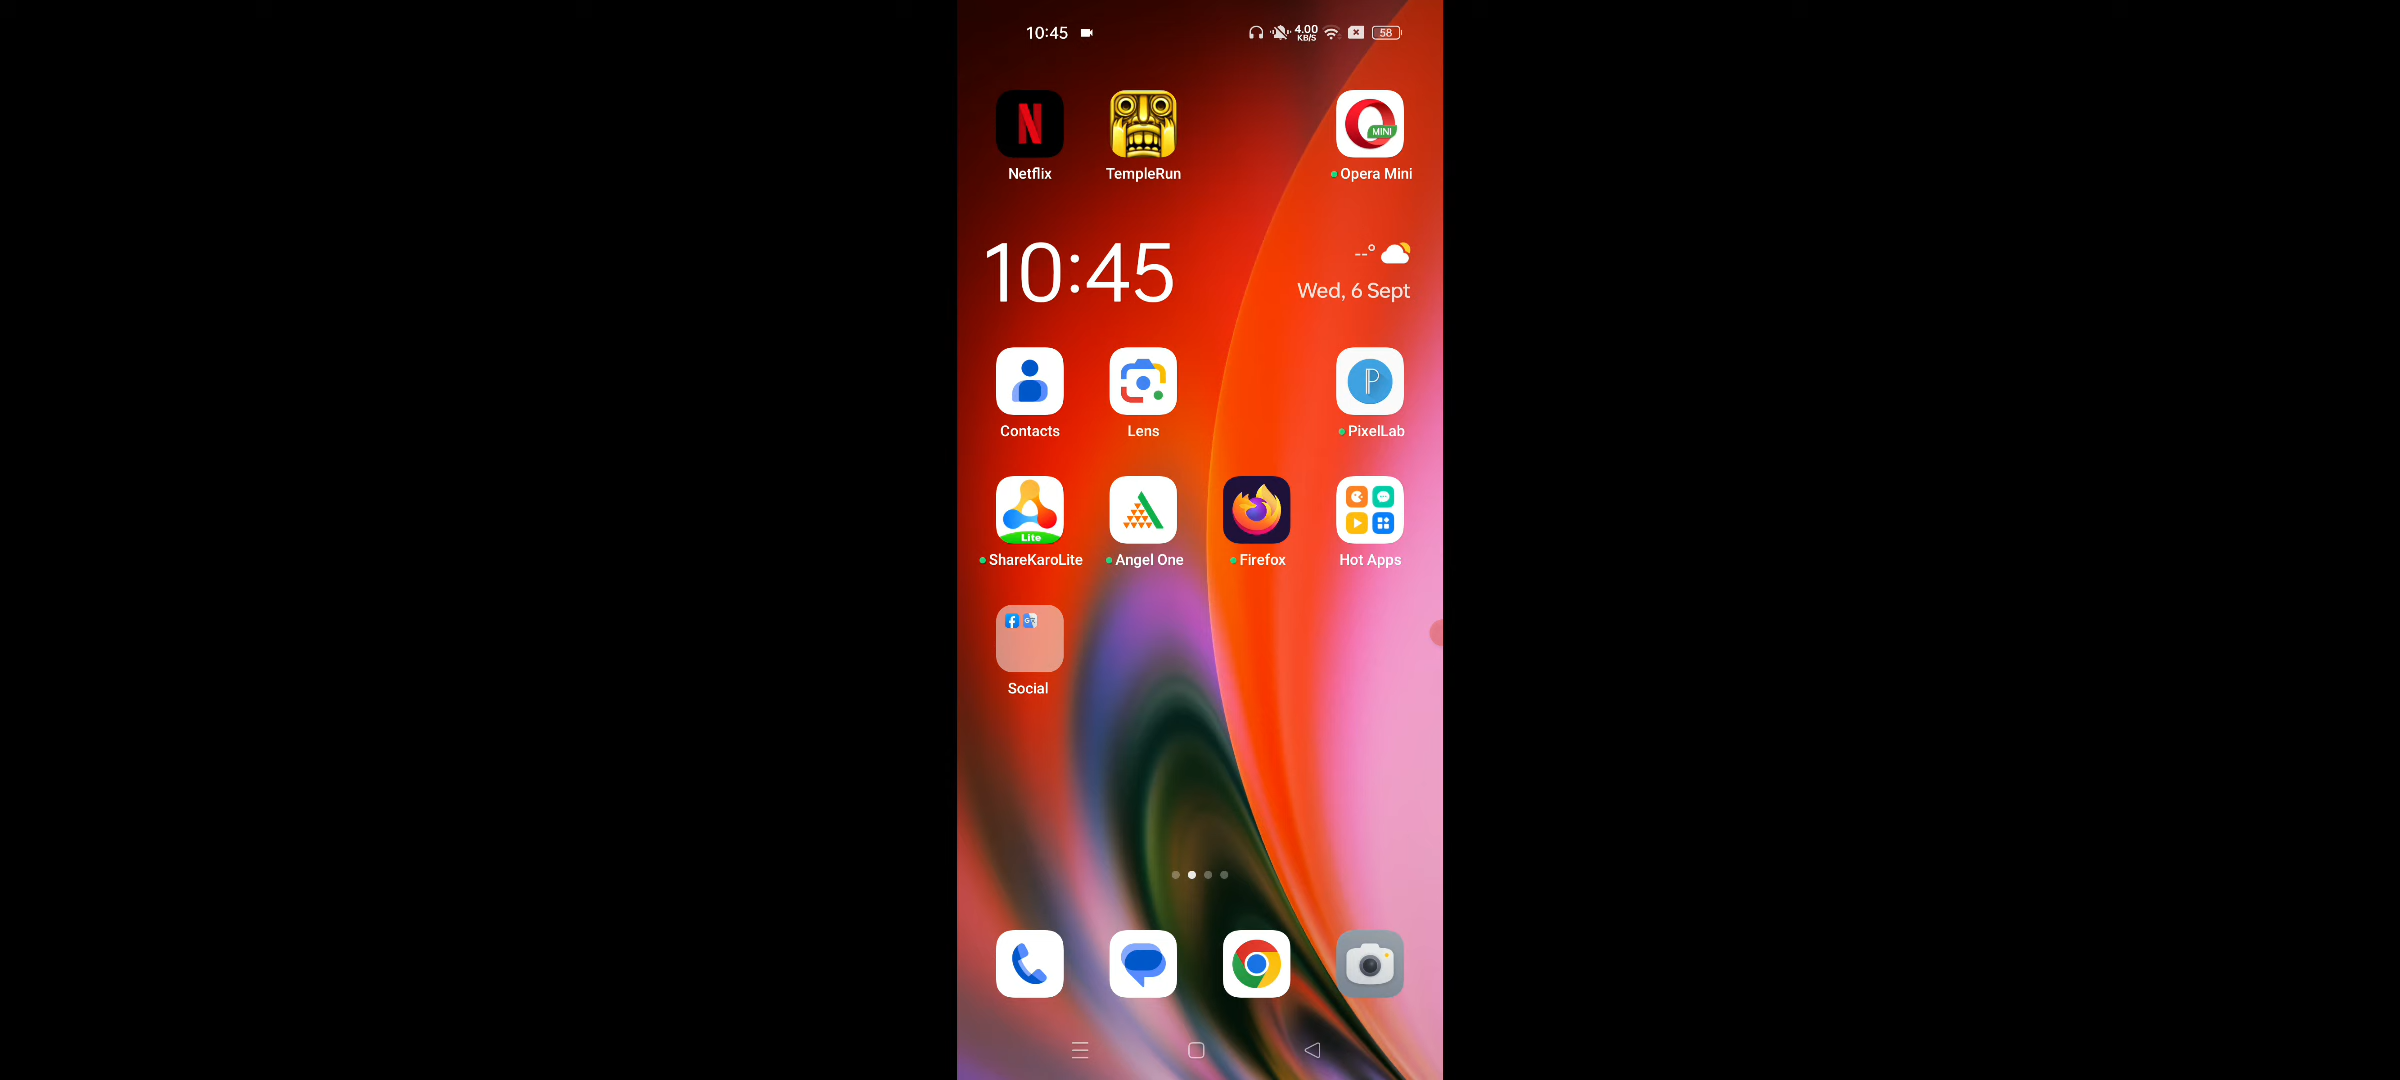 10:45
4.00
KB/S
58
Netflix
TempleRun
MINI
Opera Mini
10:45
--°
Wed, 6 Sept
Contacts
Lens
PixelLab
Lite
ShareKaroLite
Angel One
Firefox
Hot Apps
Social